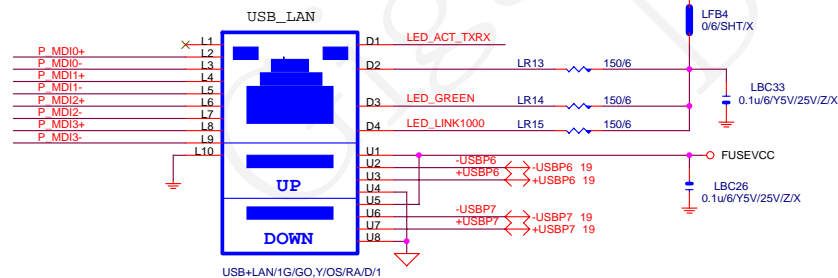 USB_LAN
LFB4
0/6/SHT/X
L1
D1
LED_ACT_TXRX
P_MDI0+
L2
P_MDI0-
L3
D2
LR13
150/6
P_MDI1+
L4
P_MDI1-
L5
LBC33
0.1u/6/Y5V/25V/Z/X
P_MDI2+
L6
D3
LED_GREEN
LR14
150/6
P_MDI2-
L7
P_MDI3+
L8
D4
LED_LINK1000
LR15
150/6
P_MDI3-
L9
L10
U1
FUSEVCC
U2
-USBP6
-USBP6 19
U3
+USBP6
+USBP6 19
UP
U4
U5
LBC26
0.1u/6/Y5V/25V/Z/X
U6
-USBP7
-USBP7 19
U7
+USBP7
+USBP7 19
DOWN
U8
USB+LAN/1G/GO,Y/OS/RA/D/1